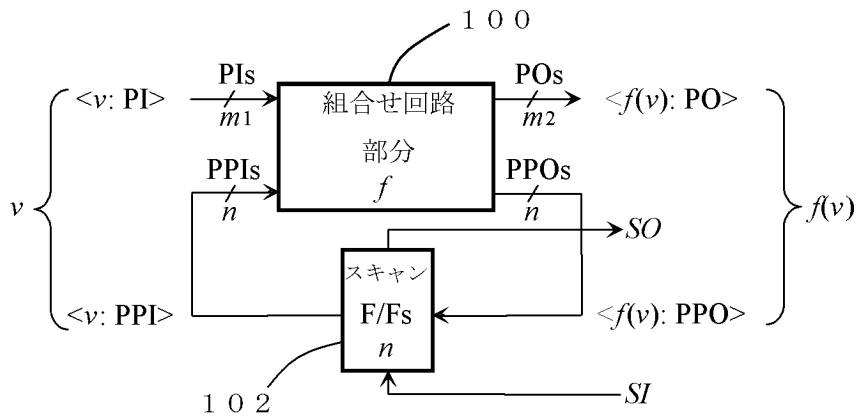 １００
PIs
POs
<v: PI>
m1
組合せ回路
m2
<f(v): PO>
部分
PPIs
PPOs
f
n
n
v
f(v)
SO
スキャン
<v: PPI>
F/Fs
<f(v): PPO>
n
１０２
SI